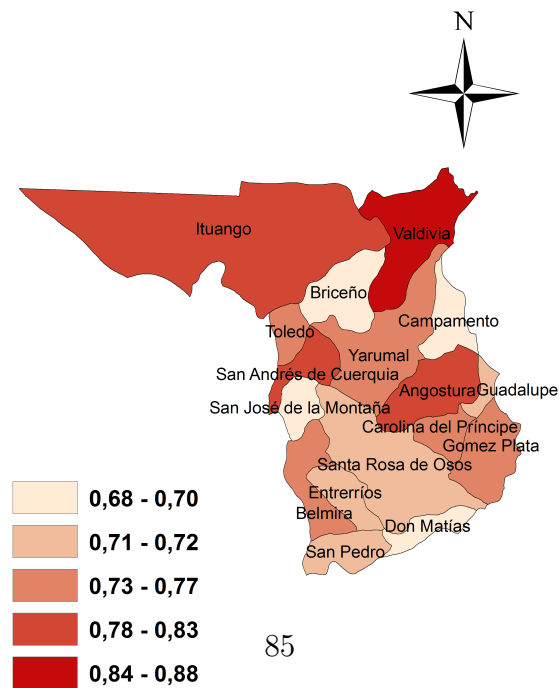 N
Ituango
Valdivia
Briceño
Campamento
Toledo
Yarumal
San Andrés de Cuerquia
Angostura
Guadalupe
San José de la Montaña
Carolina del Príncipe
Gomez Plata
Santa Rosa de Osos
Entrerríos
Belmira
Don Matías
San Pedro
0,68 - 0,70
0,71 - 0,72
0,73 - 0,77
0,78 - 0,83
0,84 - 0,88
85